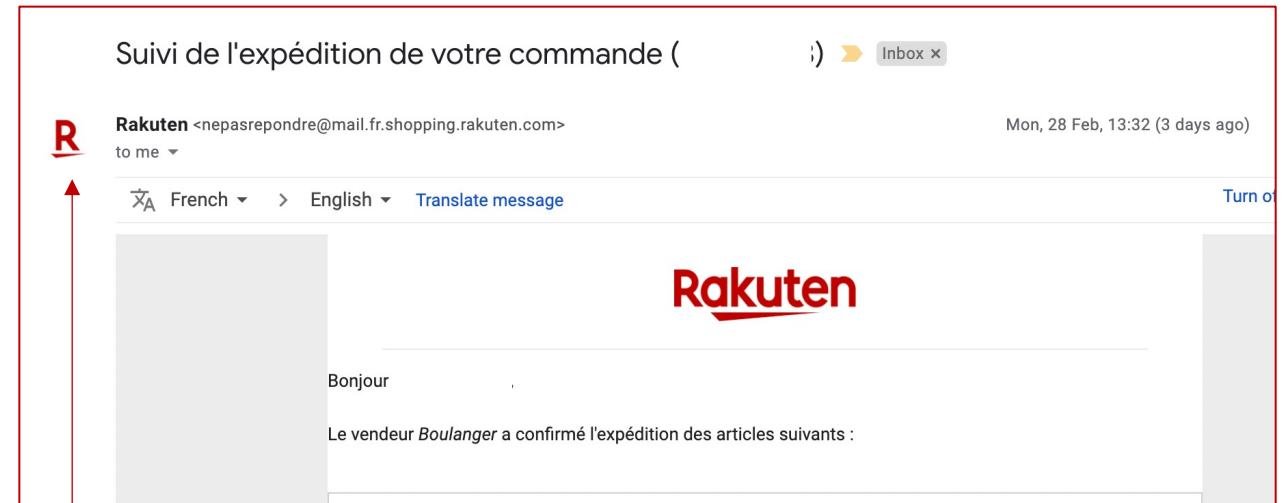 Suivi de l'expédition de votre commande ( ) Inbox ×
Rakuten <nepasrepondre@mail.fr.shopping.rakuten.com> Mon, 28 Feb, 13:32 (3 days ago)
R
to me
French > English Translate message Turn of
Rakuten
Bonjour ,
Le vendeur Boulanger a confirmé l'expédition des articles suivants :